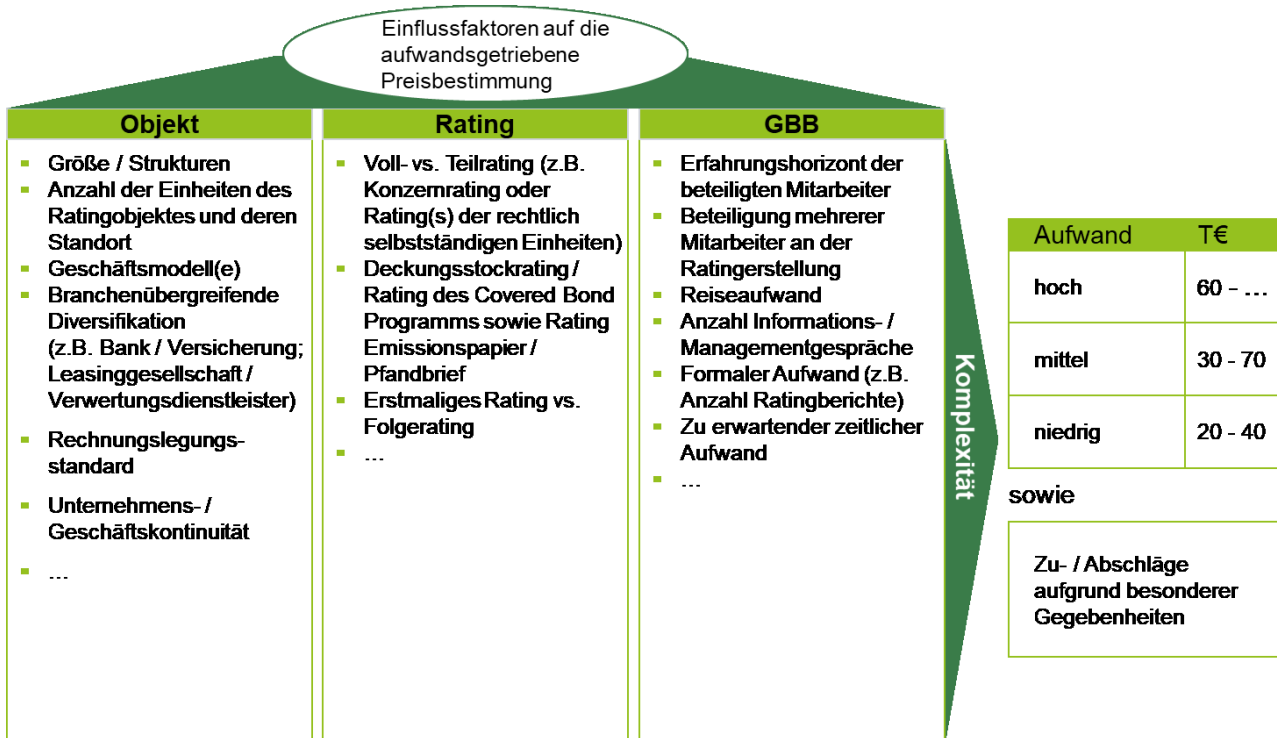 Einflussfaktoren auf die
aufwandsgetriebene
Preisbestimmung
Objekt
Größe / Strukturen
Anzahl der Einheiten des
Ratingobjektes und deren
Standort
Geschäftsmodell(e)
Branchenübergreifende
Diversifikation
(z.B. Bank / Versicherung;
Leasinggesellschaft /
Verwertungsdienstleister)
Rechnungslegungs-
standard
Unternehmens- /
Geschäftskontinuität
...
Rating
Voll- vs. Teilrating (z.B.
Konzernrating oder
Rating(s) der rechtlich
selbstständigen Einheiten)
Deckungsstockrating /
Rating des Covered Bond
Programms sowie Rating
Emissionspapier /
Pfandbrief
Erstmaliges Rating vs.
Folgerating
...
GBB
Erfahrungshorizont der
beteiligten Mitarbeiter
Beteiligung mehrerer
Mitarbeiter an der
Ratingerstellung
Reiseaufwand
Anzahl Informations- /
Managementgespräche
Formaler Aufwand (z.B.
Anzahl Ratingberichte)
Zu erwartender zeitlicher
Aufwand
...
Komplexität
Aufwand T€
hoch 60 - ...
mittel 30 - 70
niedrig 20 - 40
sowie
Zu- / Abschläge
aufgrund besonderer
Gegebenheiten